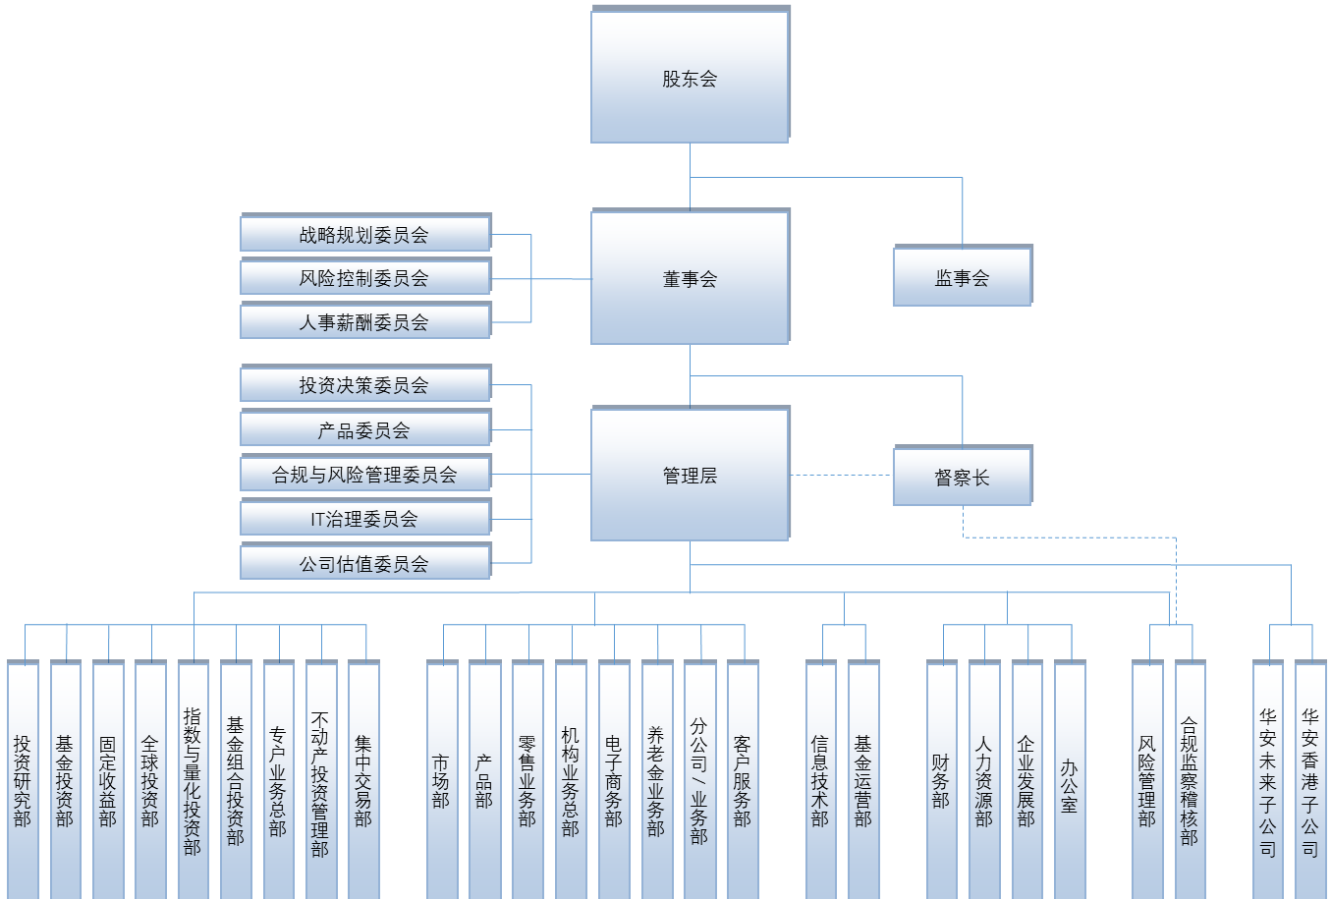 股东会
战略规划委员会
风险控制委员会
人事薪酬委员会
董事会
监事会
投资决策委员会
产品委员会
合规与风险管理委员会
IT治理委员会
公司估值委员会
管理层
督察长
投资研究部
基金投资部
固定收益部
全球投资部
指数与量化投资部
基金组合投资部
专户业务总部
不动产投资管理部
集中交易部
市场部
产品部
零售业务部
机构业务总部
电子商务部
养老金业务部
分公司/业务部
客户服务部
信息技术部
基金运营部
财务部
人力资源部
企业发展部
办公室
风险管理部
合规监察稽核部
华安未来子公司
华安香港子公司